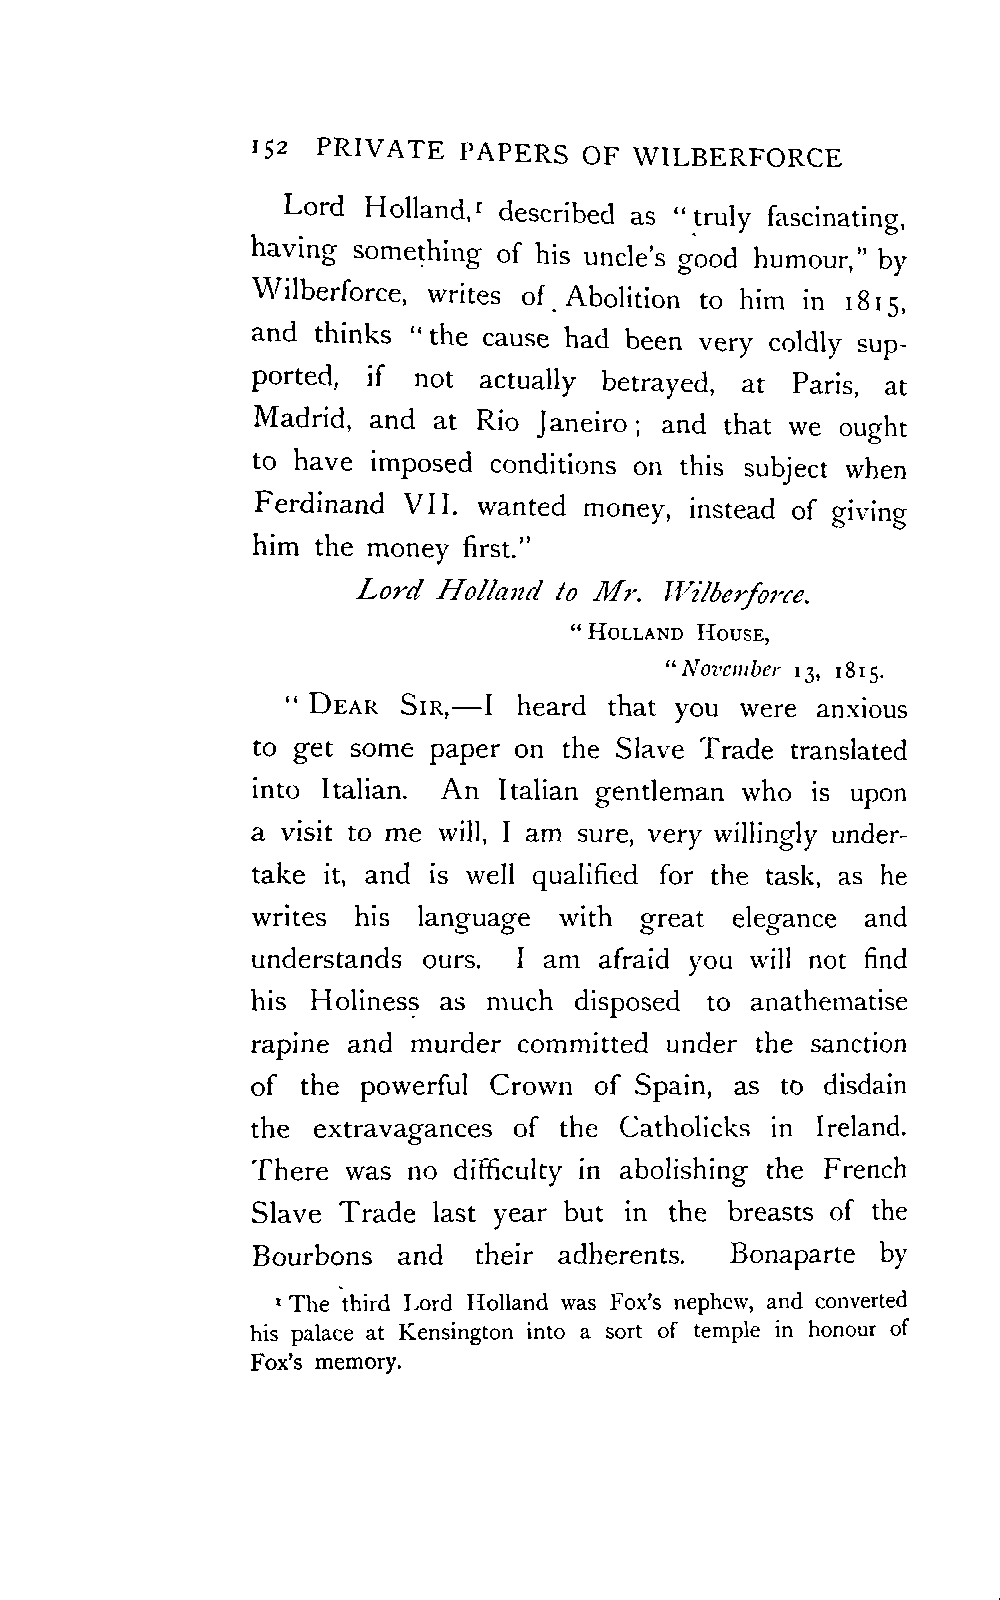 152 PRIVATE PAPERS OF WILBERFORCE
Lord Holland,¹ described as "truly fascinating,
having something of his uncle's good humour," by
Wilberforce, writes of Abolition to him in 1815,
and thinks "the cause had been very coldly sup-
ported, if not actually betrayed, at Paris, at
Madrid, and at Rio Janeiro; and that we ought
to have imposed conditions on this subject when
Ferdinand VII. wanted money, instead of giving
him the money first."
Lord Holland to Mr. Wilberforce.
"HOLLAND HOUSE,
"November 13, 1815.
"DEAR SIR,—I heard that you were anxious
to get some paper on the Slave Trade translated
into Italian. An Italian gentleman who is upon
a visit to me will, I am sure, very willingly under-
take it, and is well qualified for the task, as he
writes his language with great elegance and
understands ours. I am afraid you will not find
his Holiness as much disposed to anathematise
rapine and murder committed under the sanction
of the powerful Crown of Spain, as to disdain
the extravagances of the Catholicks in Ireland.
There was no difficulty in abolishing the French
Slave Trade last year but in the breasts of the
Bourbons and their adherents. Bonaparte by
¹ The third Lord Holland was Fox's nephew, and converted
his palace at Kensington into a sort of temple in honour of
Fox's memory.